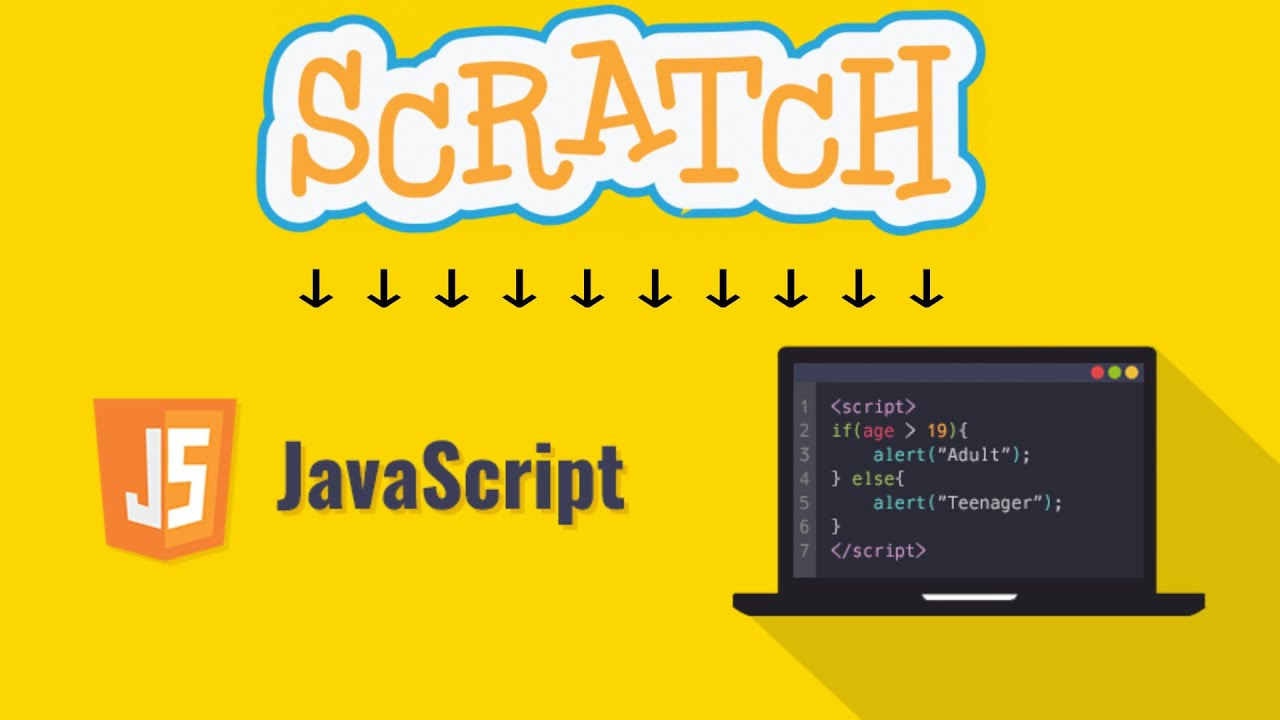 SCRATCH
↓ ↓ ↓ ↓ ↓ ↓ ↓ ↓ ↓ ↓
JS
JavaScript
1 <script>
2 if(age > 19){
3     alert("Adult");
4 } else{
5     alert("Teenager");
6 }
7 </script>